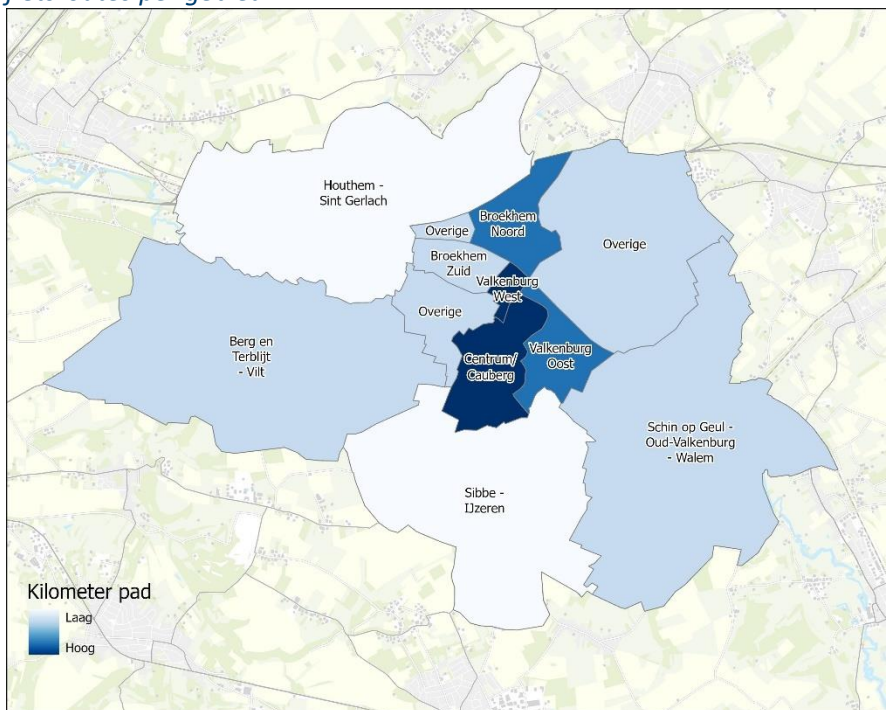 Houthem -
Sint Gerlach
Broekhem
Noord
Overige
Overige
Broekhem
Zuid
Valkenburg
West
Overige
Berg en
Terblijt
- Vilt
Centrum/
Cauberg
Valkenburg
Oost
Schin op Geul -
Oud-Valkenburg
- Walem
Sibbe -
IJzeren
Kilometer pad
Laag
Hoog